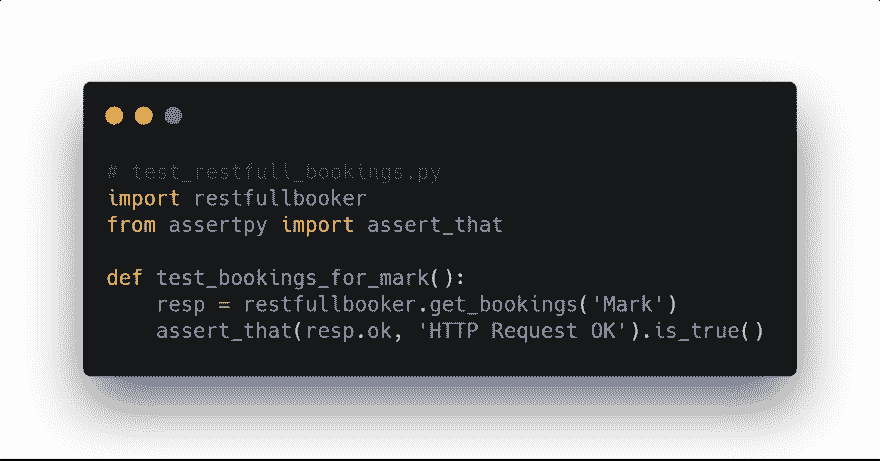 # test_restfull_bookings.py
import restfullbooker
from assertpy import assert_that
def test_bookings_for_mark():
resp = restfullbooker.get_bookings('Mark')
assert_that(resp.ok, 'HTTP Request OK').is_true()